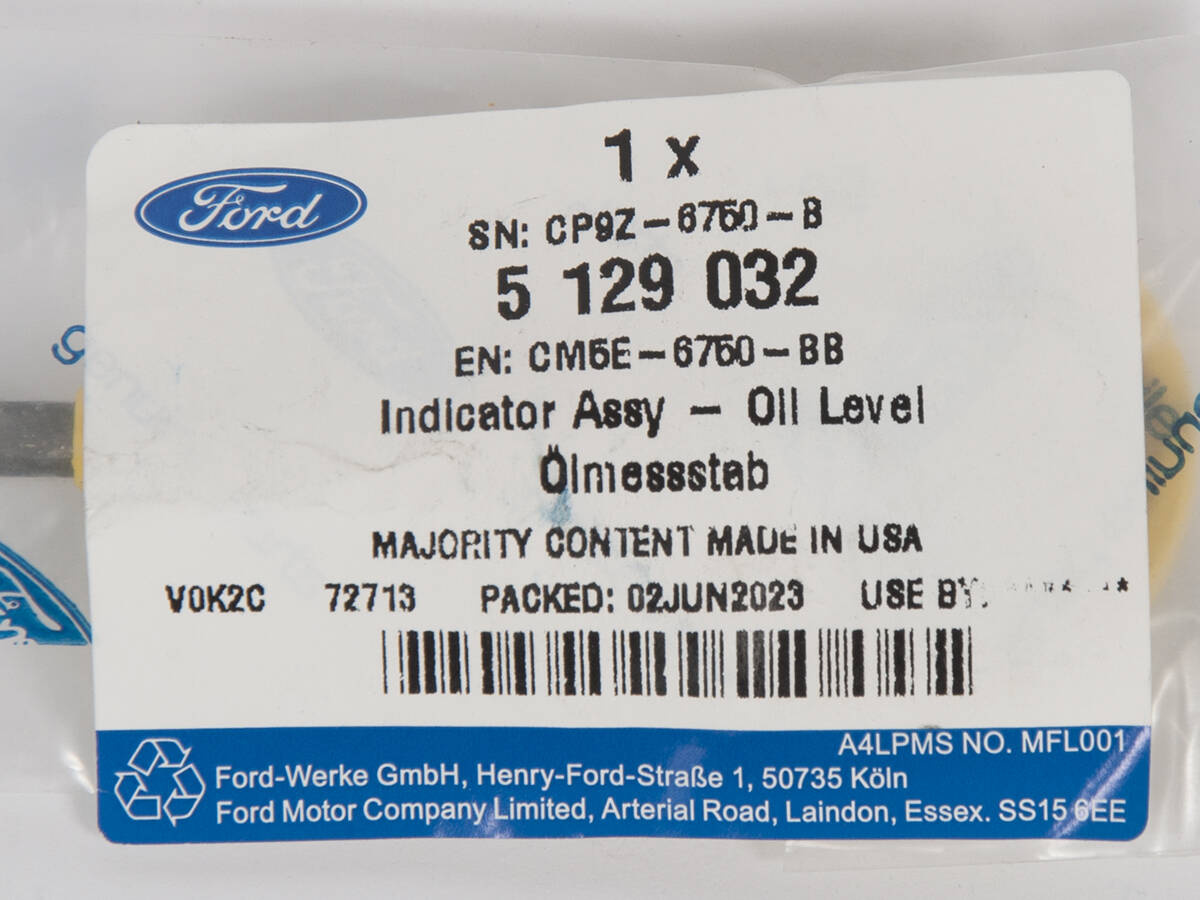 Ford
1 x
SN: CP9Z-6750-B
5 129 032
EN: CM5E-6750-BB
Indicator Assy - Oil Level
Ölmessstab
MAJORITY CONTENT MADE IN USA
V0K2C 72713 PACKED: 02JUN2023 USE BY:
A4LPMS NO. MFL001
Ford-Werke GmbH, Henry-Ford-Straße 1, 50735 Köln
Ford Motor Company Limited, Arterial Road, Laindon, Essex. SS15 6EE